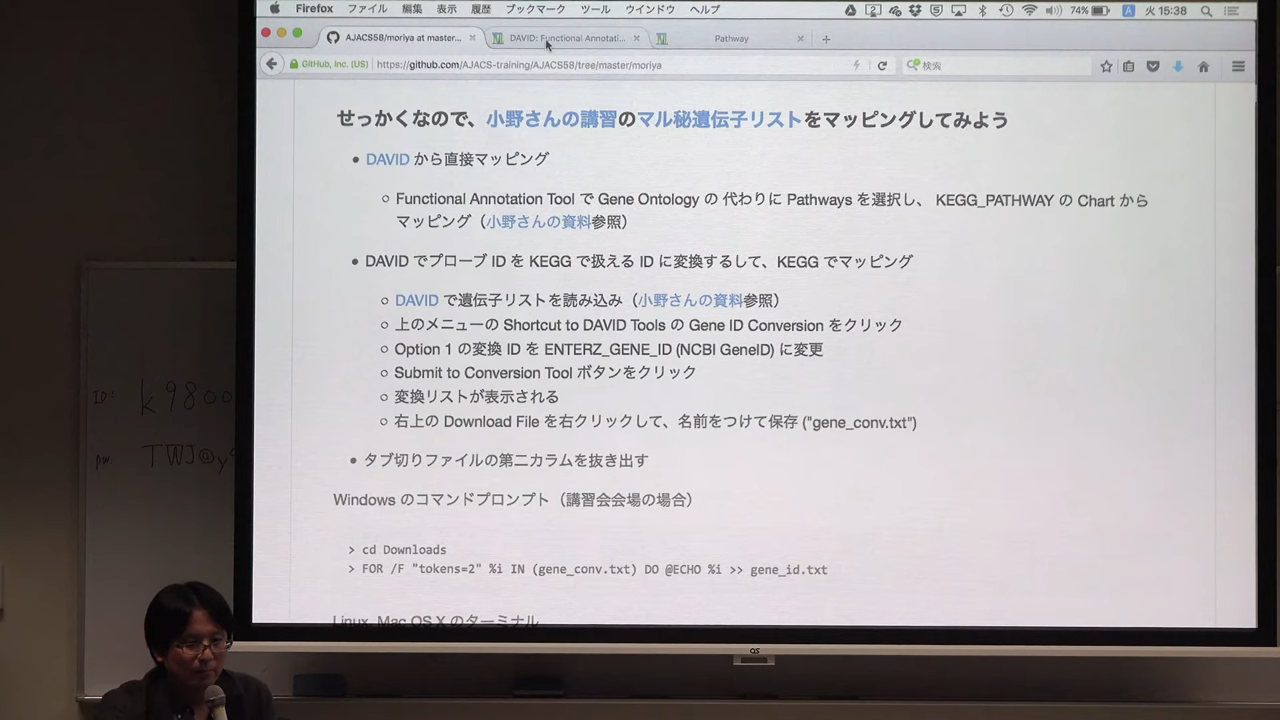 Firefox ファイル 編集 表示 履歴 ブックマーク ツール ウインドウ ヘルプ 74% A 火 15:38
AJACS58/moriya at master... DAVID: Functional Annotati... Pathway
GitHub, Inc. (US) https://github.com/AJACS-training/AJACS58/tree/master/moriya 検索
せっかくなので、小野さんの講習のマル秘遺伝子リストをマッピングしてみよう
DAVID から直接マッピング
Functional Annotation Tool で Gene Ontology の 代わりに Pathways を選択し、 KEGG_PATHWAY の Chart から
マッピング（小野さんの資料参照）
DAVID でプローブ ID を KEGG で扱える ID に変換するして、KEGG でマッピング
DAVID で遺伝子リストを読み込み（小野さんの資料参照）
上のメニューの Shortcut to DAVID Tools の Gene ID Conversion をクリック
Option 1 の変換 ID を ENTERZ_GENE_ID (NCBI GeneID) に変更
Submit to Conversion Tool ボタンをクリック
変換リストが表示される
右上の Download File を右クリックして、名前をつけて保存 ("gene_conv.txt")
タブ切りファイルの第二カラムを抜き出す
Windows のコマンドプロンプト（講習会会場の場合）
> cd Downloads
> FOR /F "tokens=2" %i IN (gene_conv.txt) DO @ECHO %i >> gene_id.txt
Linux, Mac OS X のターミナル
ID: k9800
pw. TWJ@y